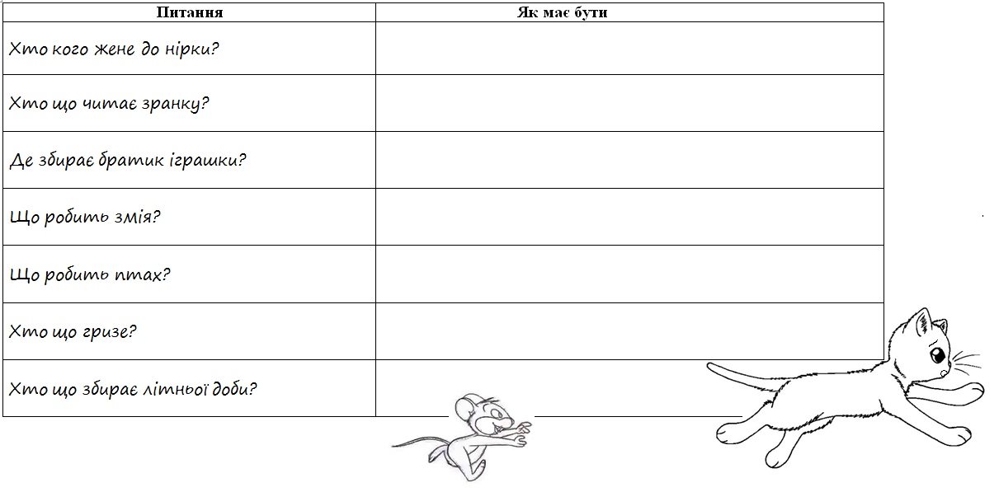 Питання
Як має бути
Хто кого жене до нірки?
Хто що читає зранку?
Де збирає братик іграшки?
Що робить змія?
Що робить птах?
Хто що гризе?
Хто що збирає літньої доби?